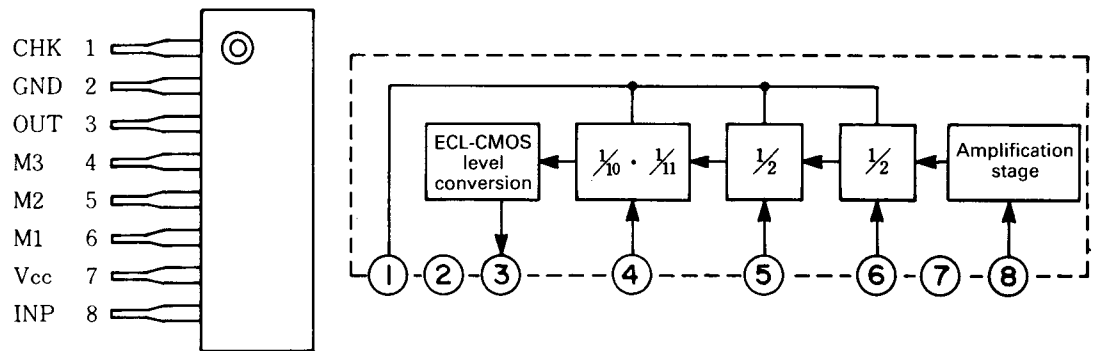 CHK 1
GND 2
OUT 3
M3 4
M2 5
M1 6
Vcc 7
INP 8
ECL-CMOS
level
conversion
1/10 · 1/11
1/2
1/2
Amplification
stage
1 2 3 4 5 6 7 8